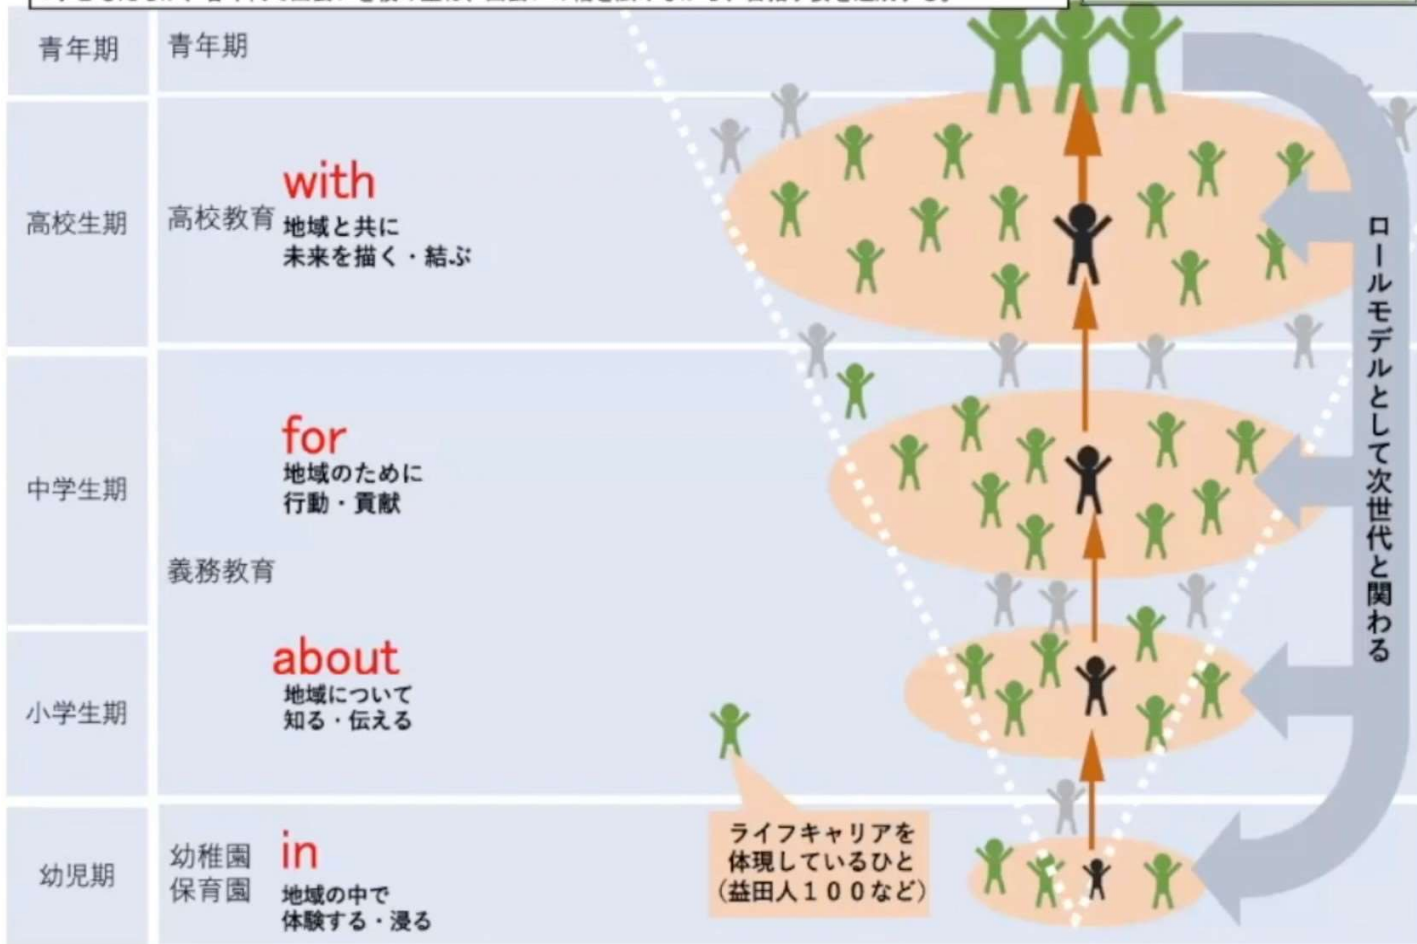 青年期
青年期
高校生期
高校教育
with
地域と共に
未来を描く・結ぶ
中学生期
for
地域のために
行動・貢献
義務教育
小学生期
about
地域について
知る・伝える
幼児期
幼稚園
保育園
in
地域の中で
体験する・浸る
ライフキャリアを
体現しているひと
(益田人100など)
ロールモデルとして次世代と関わる